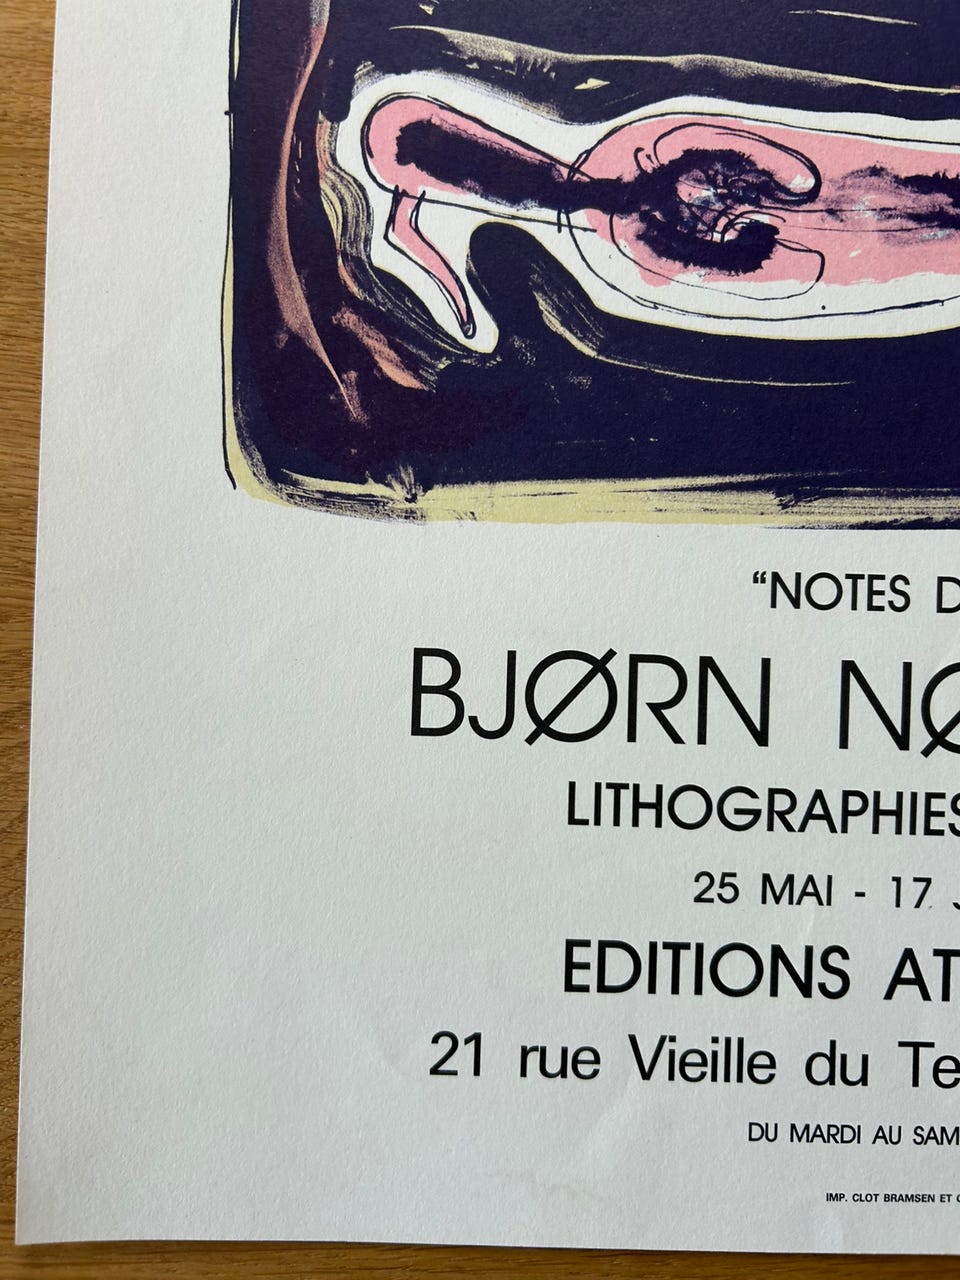 “NOTES D
BJØRN NØ
LITHOGRAPHIES
25 MAI - 17 J
EDITIONS AT
21 rue Vieille du Te
DU MARDI AU SAM
IMP. CLOT BRAMSEN ET